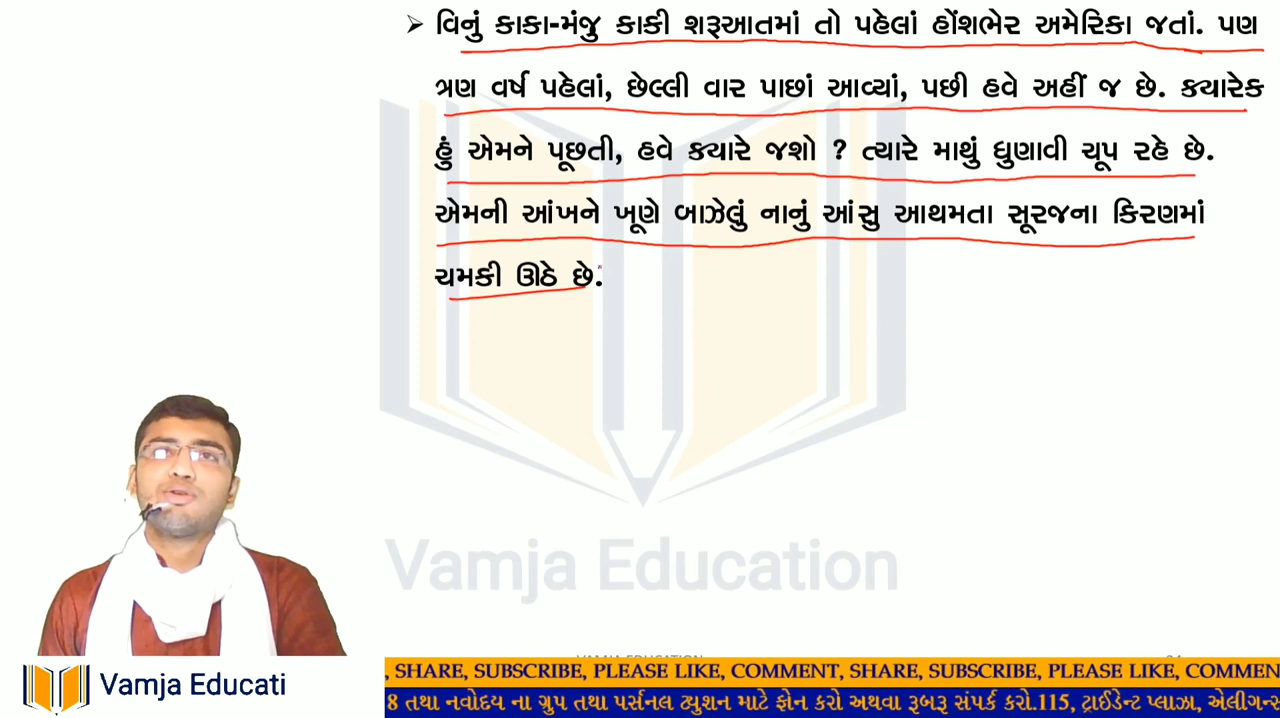 ➢ વિનું કાકા-મંજુ કાકી શરૂઆતમાં તો પહેલાં હોંશભેર અમેરિકા જતાં. પણ
ત્રણ વર્ષ પહેલાં, છેલ્લી વાર પાછાં આવ્યાં, પછી હવે અહીં જ છે. ક્યારેક
હું એમને પૂછતી, હવે ક્યારે જશો ? ત્યારે માથું ધુણાવી ચૂપ રહે છે.
એમની આંખને ખૂણે બાઝેલું નાનું આંસુ આથમતા સૂરજના કિરણમાં
ચમકી ઊઠે છે.
Vamja Education
Vamja Educati
, SHARE, SUBSCRIBE, PLEASE LIKE, COMMENT, SHARE, SUBSCRIBE, PLEASE LIKE, COMMEN
8 તથા નવોદય ના ગ્રુપ તથા પર્સનલ ટ્યુશન માટે ફોન કરો અથવા રૂબરૂ સંપર્ક કરો.115, ટ્રાઈડેન્ટ પ્લાઝા, એલીગન્સ